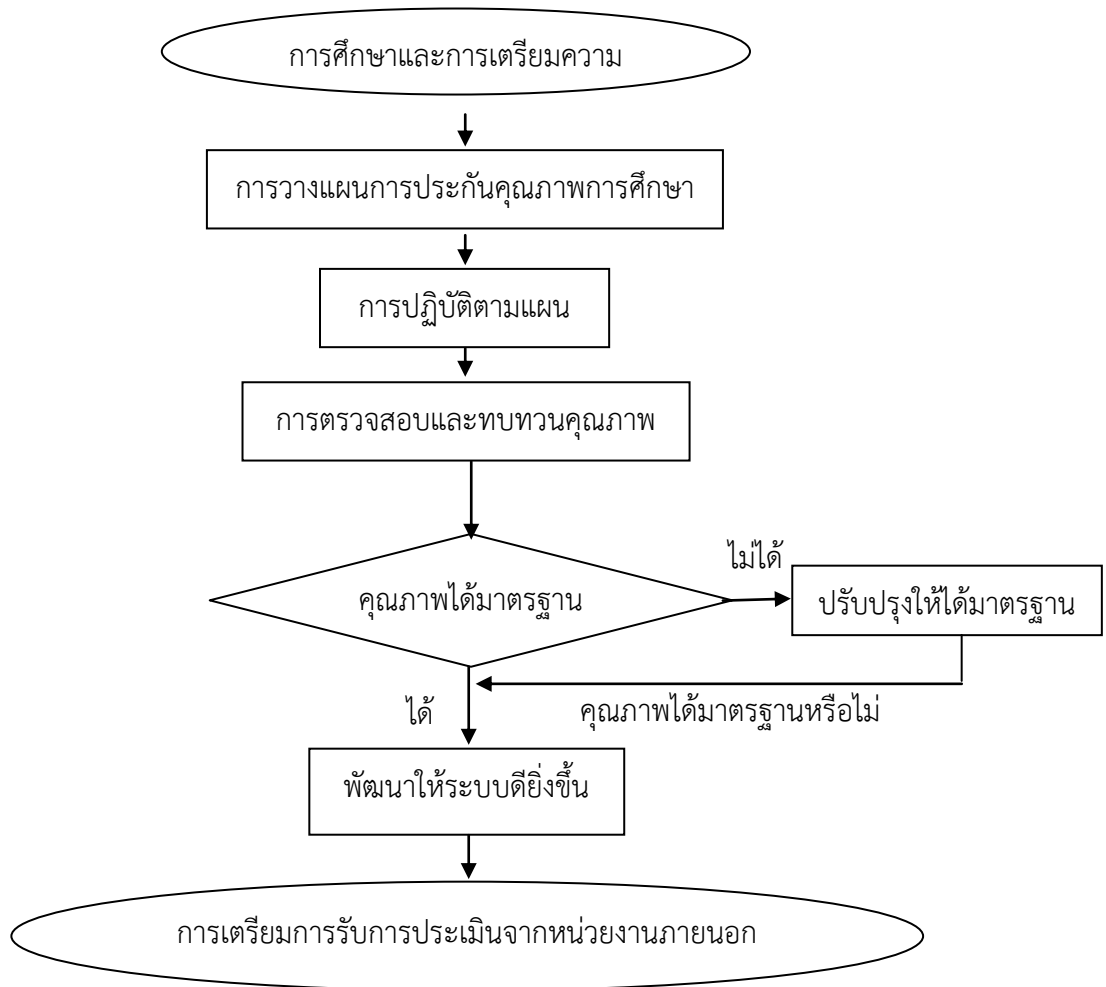 การศึกษาและการเตรียมความ
การวางแผนการประกันคุณภาพการศึกษา
การปฏิบัติตามแผน
การตรวจสอบและทบทวนคุณภาพ
ไม่ได้
คุณภาพได้มาตรฐาน
ปรับปรุงให้ได้มาตรฐาน
ได้
คุณภาพได้มาตรฐานหรือไม่
พัฒนาให้ระบบดียิ่งขึ้น
การเตรียมการรับการประเมินจากหน่วยงานภายนอก